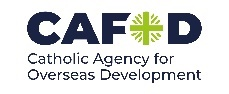 CAFOD
Catholic Agency for
Overseas Development